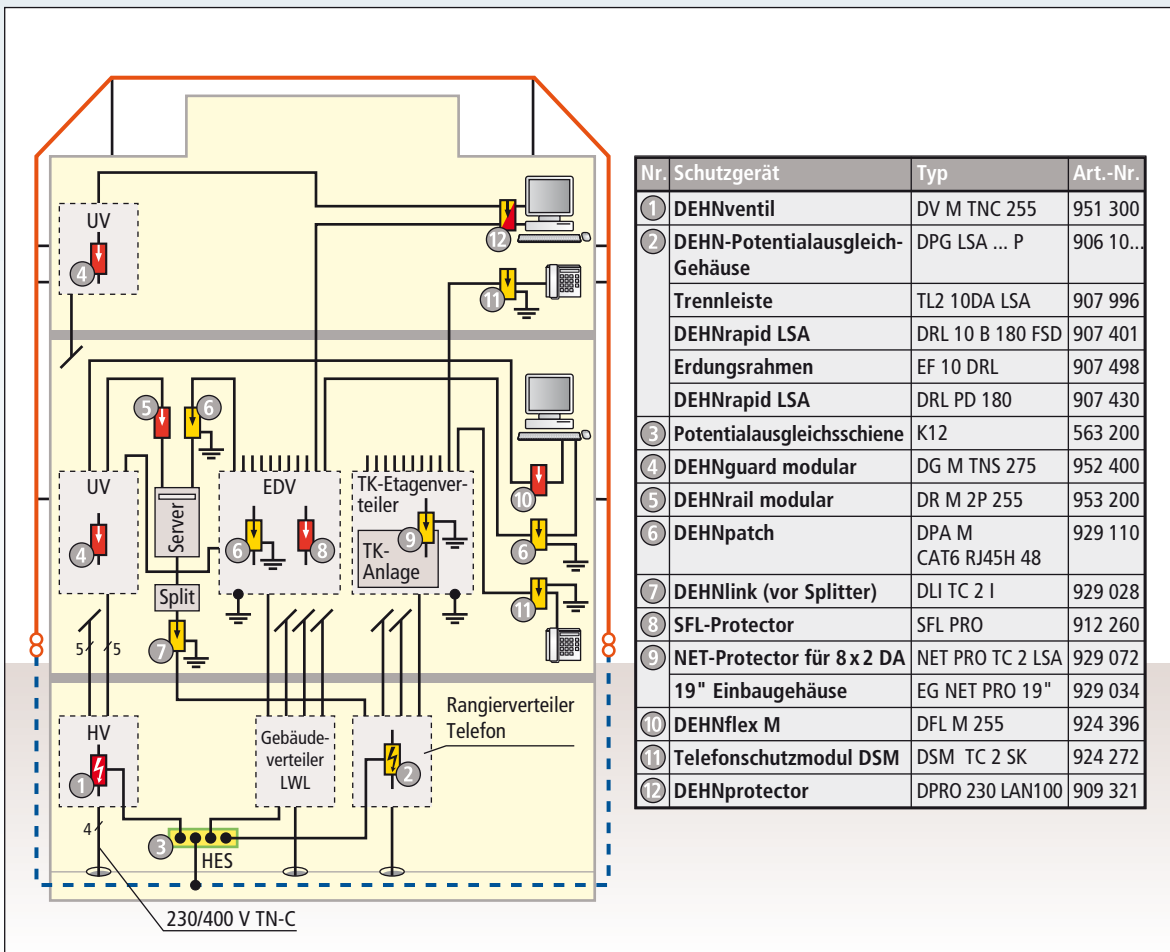 UV
4
12
11
5
6
UV
4
Server
Split
7
5
5
EDV
6
8
TK-Etagenver-
teiler
9
TK-
Anlage
10
6
11
HV
1
4
Gebäude-
verteiler
LWL
2
Rangierverteiler
Telefon
3
HES
230/400 V TN-C
Nr. Schutzgerät Typ Art.-Nr.
1 DEHNventil DV M TNC 255 951 300
2 DEHN-Potentialausgleich- DPG LSA ... P 906 10...
Gehäuse
Trennleiste TL2 10DA LSA 907 996
DEHNrapid LSA DRL 10 B 180 FSD 907 401
Erdungsrahmen EF 10 DRL 907 498
DEHNrapid LSA DRL PD 180 907 430
3 Potentialausgleichsschiene K12 563 200
4 DEHNguard modular DG M TNS 275 952 400
5 DEHNrail modular DR M 2P 255 953 200
6 DEHNpatch DPA M 929 110
CAT6 RJ45H 48
7 DEHNlink (vor Splitter) DLI TC 2 I 929 028
8 SFL-Protector SFL PRO 912 260
9 NET-Protector für 8 x 2 DA NET PRO TC 2 LSA 929 072
19" Einbaugehäuse EG NET PRO 19" 929 034
10 DEHNflex M DFL M 255 924 396
11 Telefonschutzmodul DSM DSM TC 2 SK 924 272
12 DEHNprotector DPRO 230 LAN100 909 321